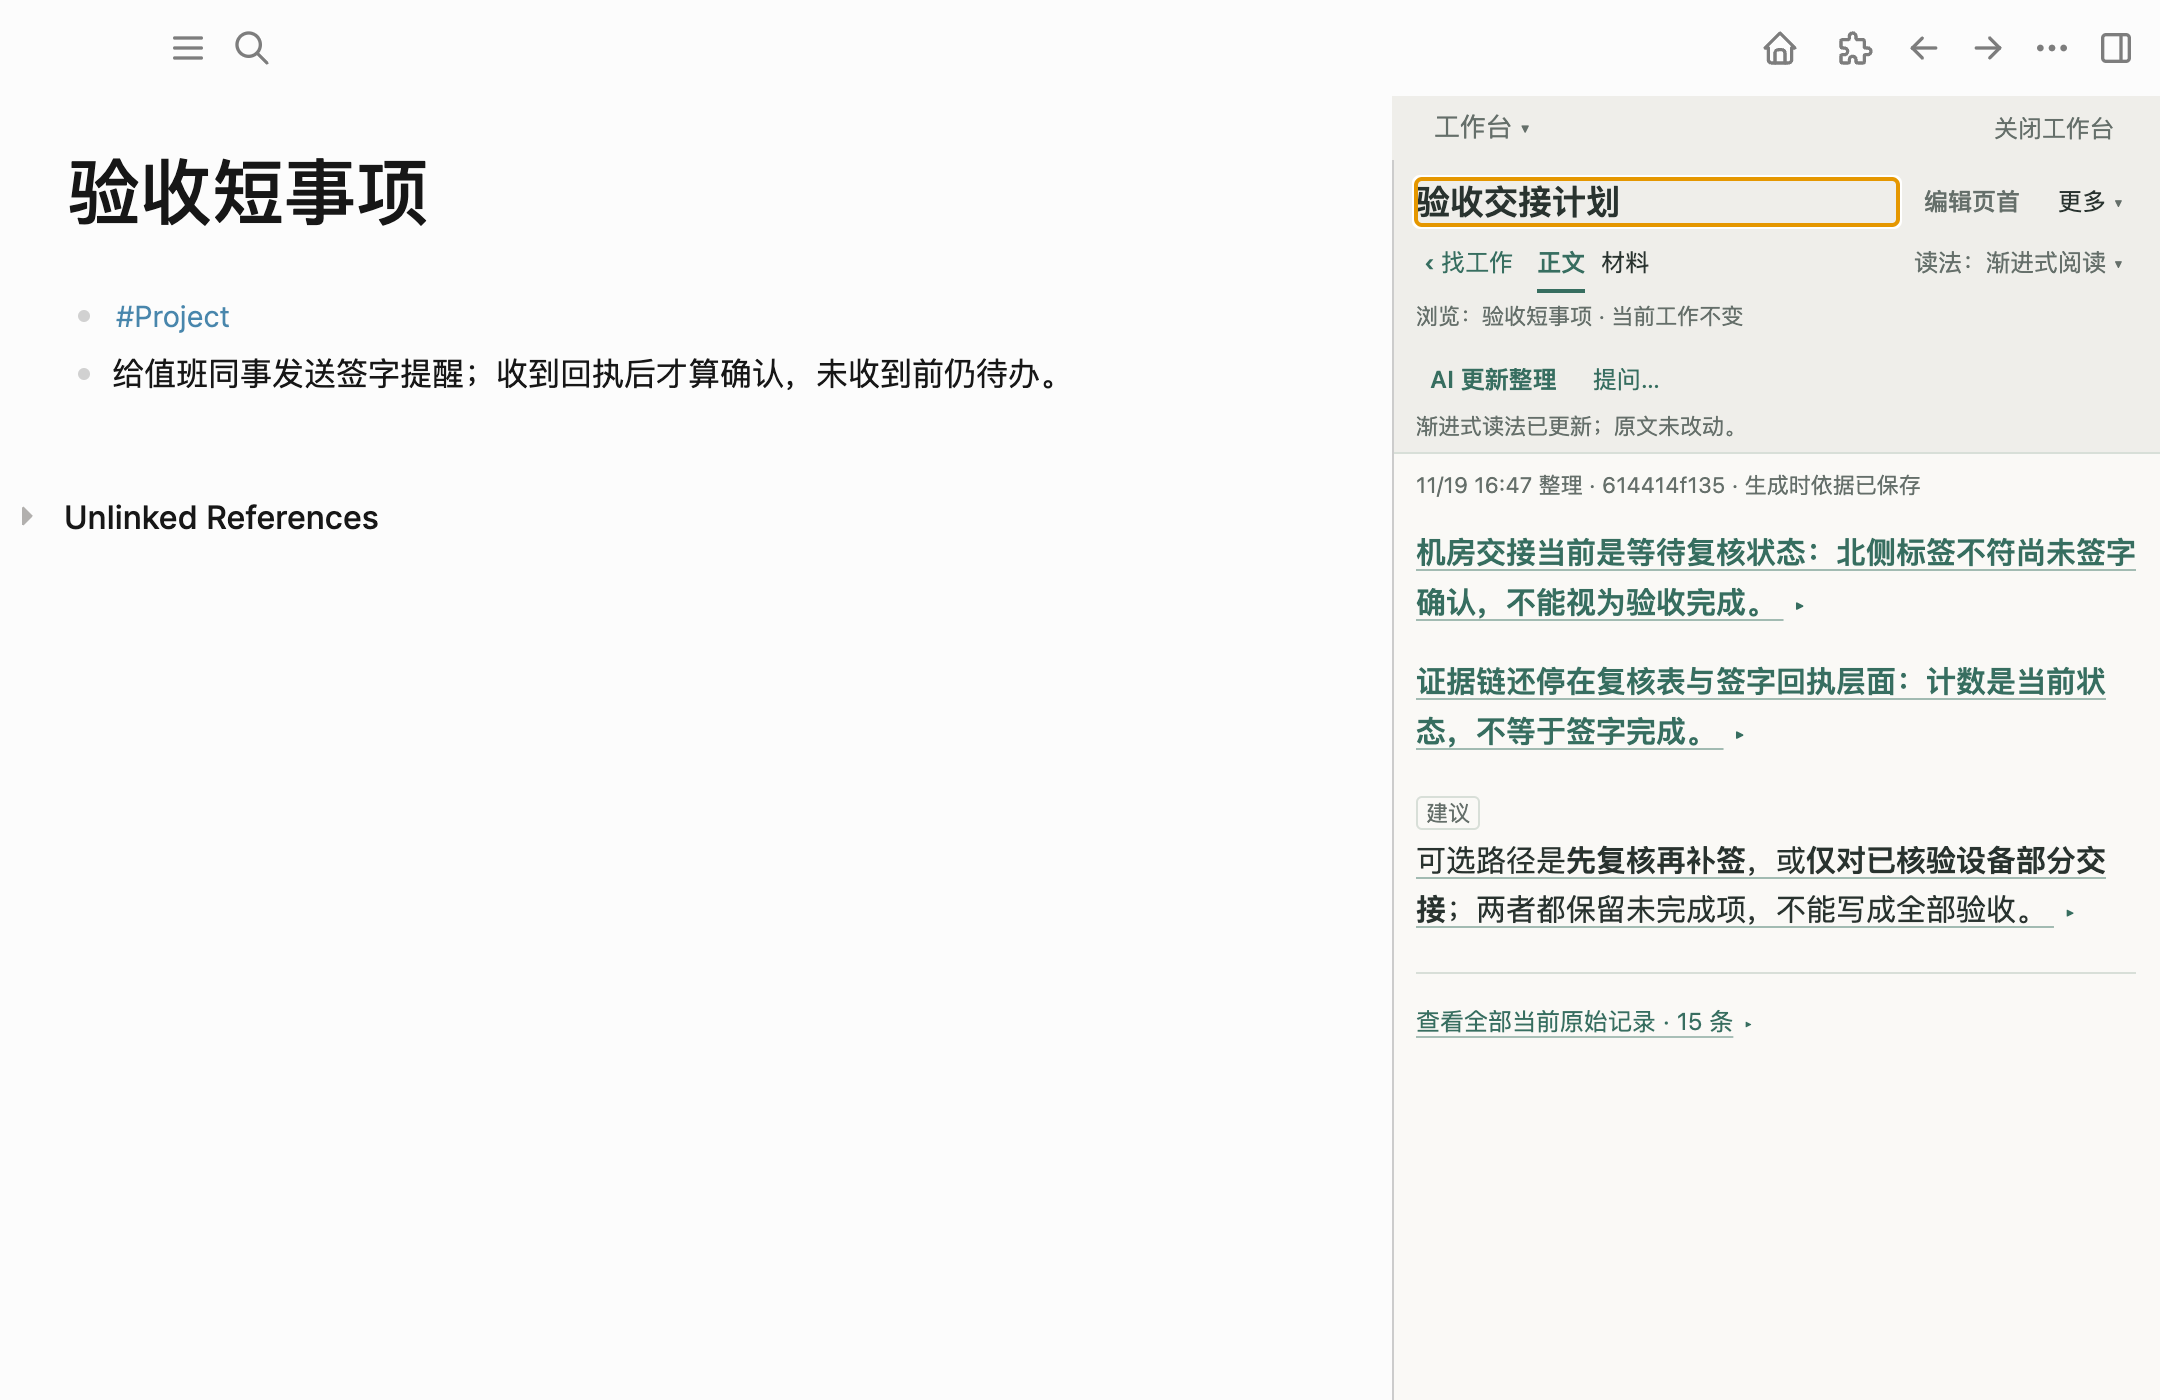 验收短事项
#Project
给值班同事发送签字提醒；收到回执后才算确认，未收到前仍待办。
Unlinked References
工作台 ▾
关闭工作台
验收交接计划
编辑页首
更多 ▾
‹ 找工作
正文
材料
读法：渐进式阅读 ▾
浏览：验收短事项 · 当前工作不变
AI 更新整理
提问...
渐进式读法已更新；原文未改动。
11/19 16:47 整理 · 614414f135 · 生成时依据已保存
机房交接当前是等待复核状态：北侧标签不符尚未签字
确认，不能视为验收完成。 ▸
证据链还停在复核表与签字回执层面：计数是当前状
态，不等于签字完成。 ▸
建议
可选路径是先复核再补签，或仅对已核验设备部分交
接；两者都保留未完成项，不能写成全部验收。 ▸
查看全部当前原始记录 · 15 条 ▸